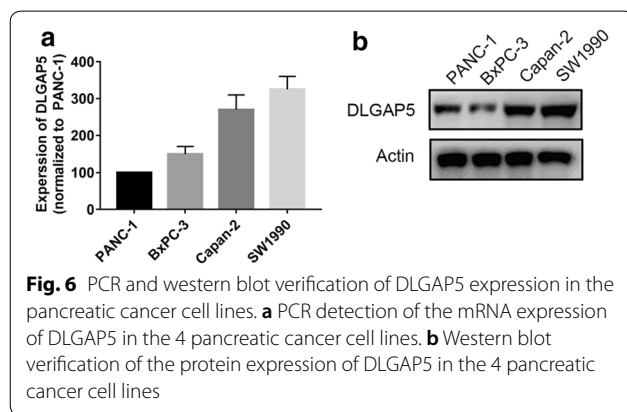 a
Experssion of DLGAP5
(normalized to PANC-1)
400
300
200
100
0
PANC-1
BxPC-3
Capan-2
SW1990
b
PANC-1
BxPC-3
Capan-2
SW1990
DLGAP5
Actin
Fig. 6 PCR and western blot verification of DLGAP5 expression in the
pancreatic cancer cell lines. a PCR detection of the mRNA expression
of DLGAP5 in the 4 pancreatic cancer cell lines. b Western blot
verification of the protein expression of DLGAP5 in the 4 pancreatic
cancer cell lines